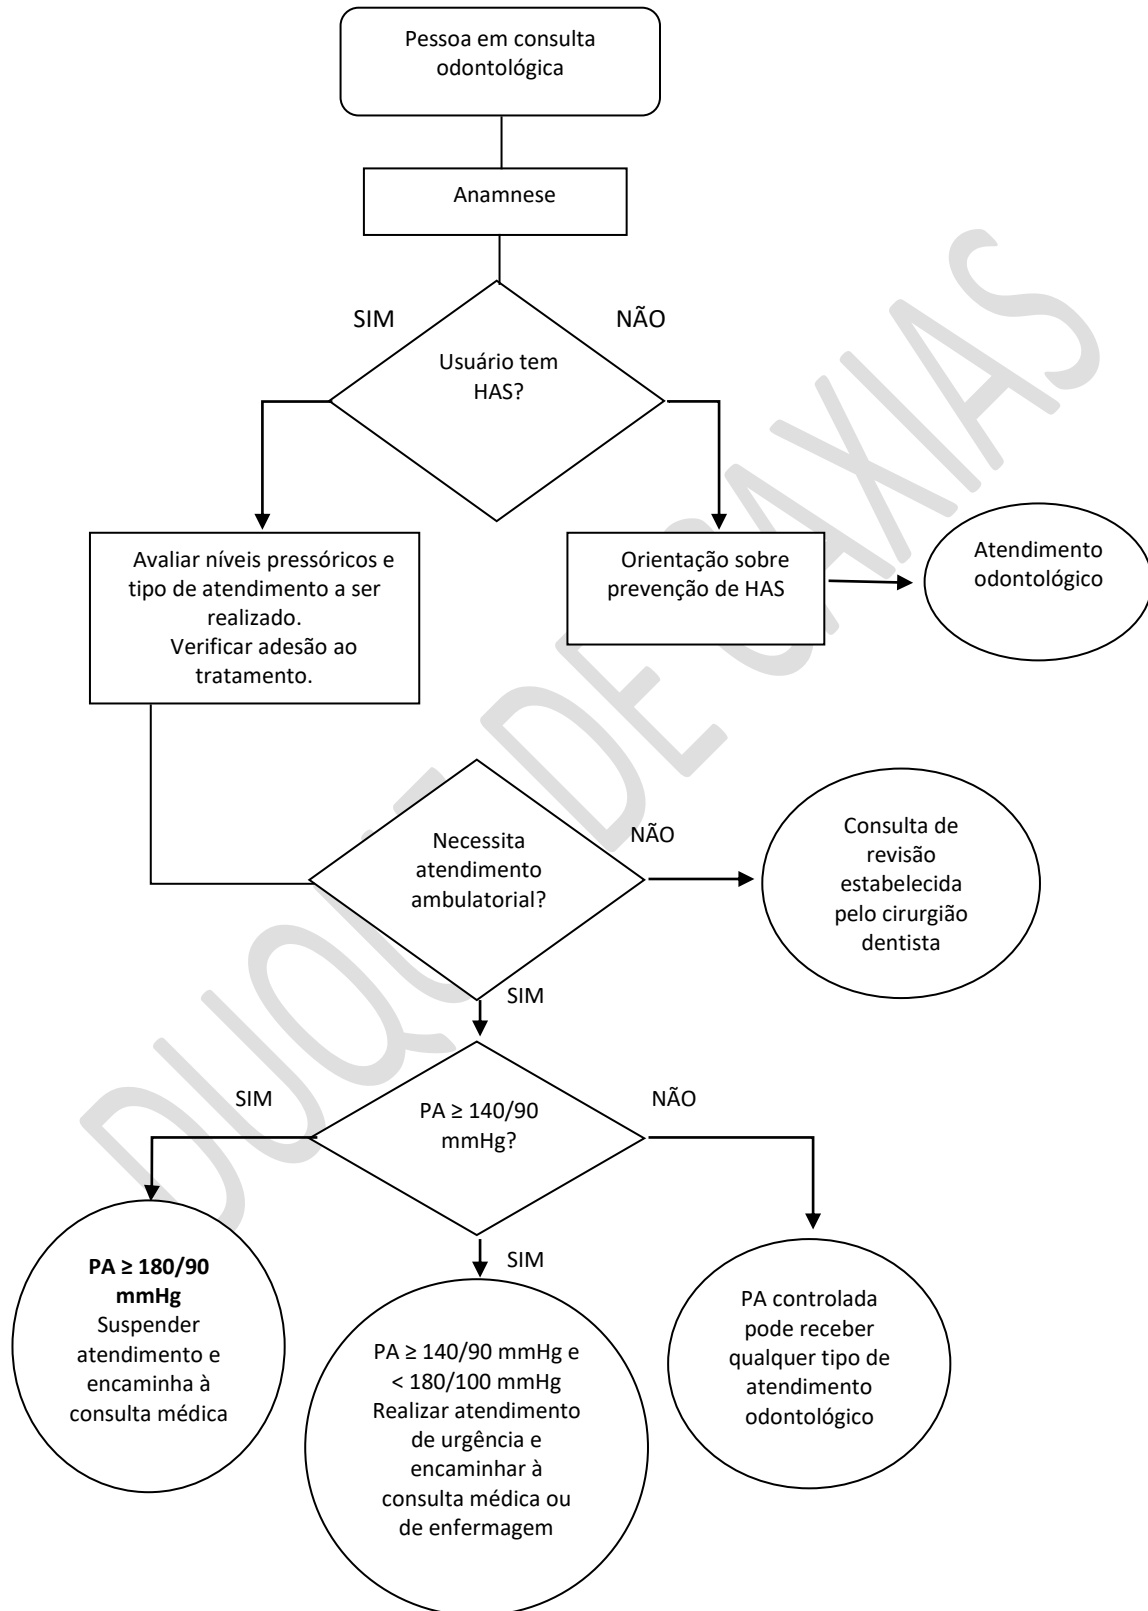 Pessoa em consulta
odontológica
Anamnese
SIM
NÃO
Usuário tem
HAS?
Avaliar níveis pressóricos e
tipo de atendimento a ser
realizado.
Verificar adesão ao
tratamento.
Orientação sobre
prevenção de HAS
Atendimento
odontológico
Necessita
atendimento
ambulatorial?
NÃO
Consulta de
revisão
estabelecida
pelo cirurgião
dentista
SIM
SIM
PA ≥ 140/90
mmHg?
NÃO
SIM
PA ≥ 180/90
mmHg
Suspender
atendimento e
encaminha à
consulta médica
PA ≥ 140/90 mmHg e
< 180/100 mmHg
Realizar atendimento
de urgência e
encaminhar à
consulta médica ou
de enfermagem
PA controlada
pode receber
qualquer tipo de
atendimento
odontológico
DUQUE DE CAXIAS